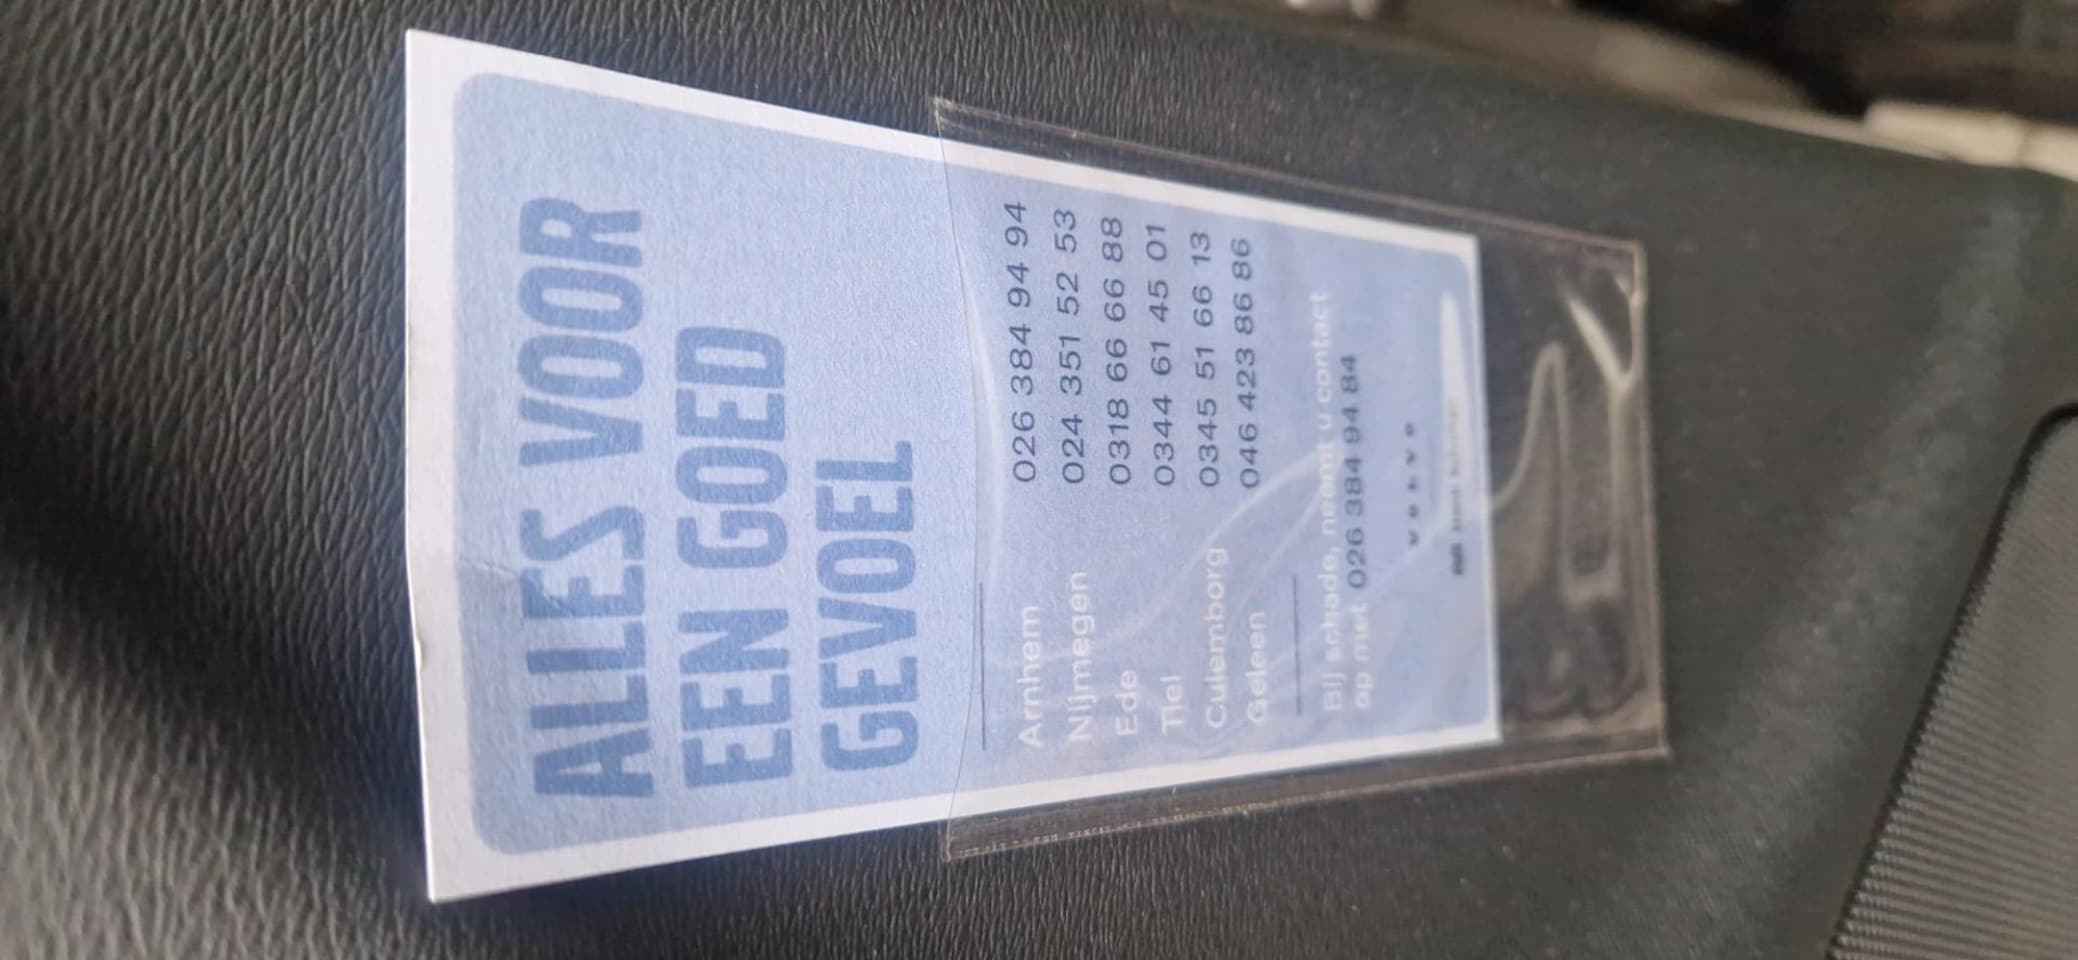 ALLES VOOR
EEN GOED
GEVOEL
Arnhem 026 384 94 94
Nijmegen 024 351 52 53
Ede 0318 66 66 88
Tiel 0344 61 45 01
Culemborg 0345 51 66 13
Geleen 046 423 86 86
Bij schade, neemt u contact
op met 026 384 94 84
VOLVO